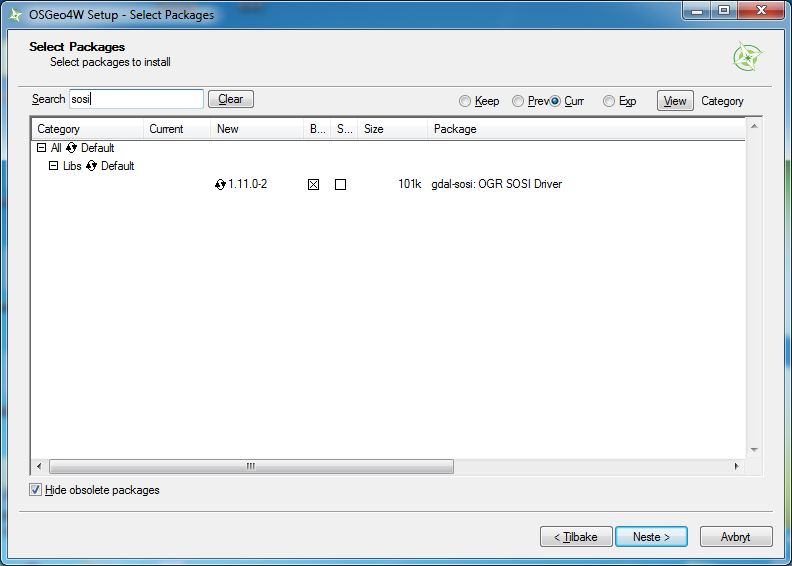 OSGeo4W Setup - Select Packages
Select Packages
Select packages to install
Search sosi Clear Keep Prev Curr Exp View Category
Category Current New B... S... Size Package
All Default
Libs Default
1.11.0-2 101k gdal-sosi: OGR SOSI Driver
Hide obsolete packages
< Tilbake Neste > Avbryt